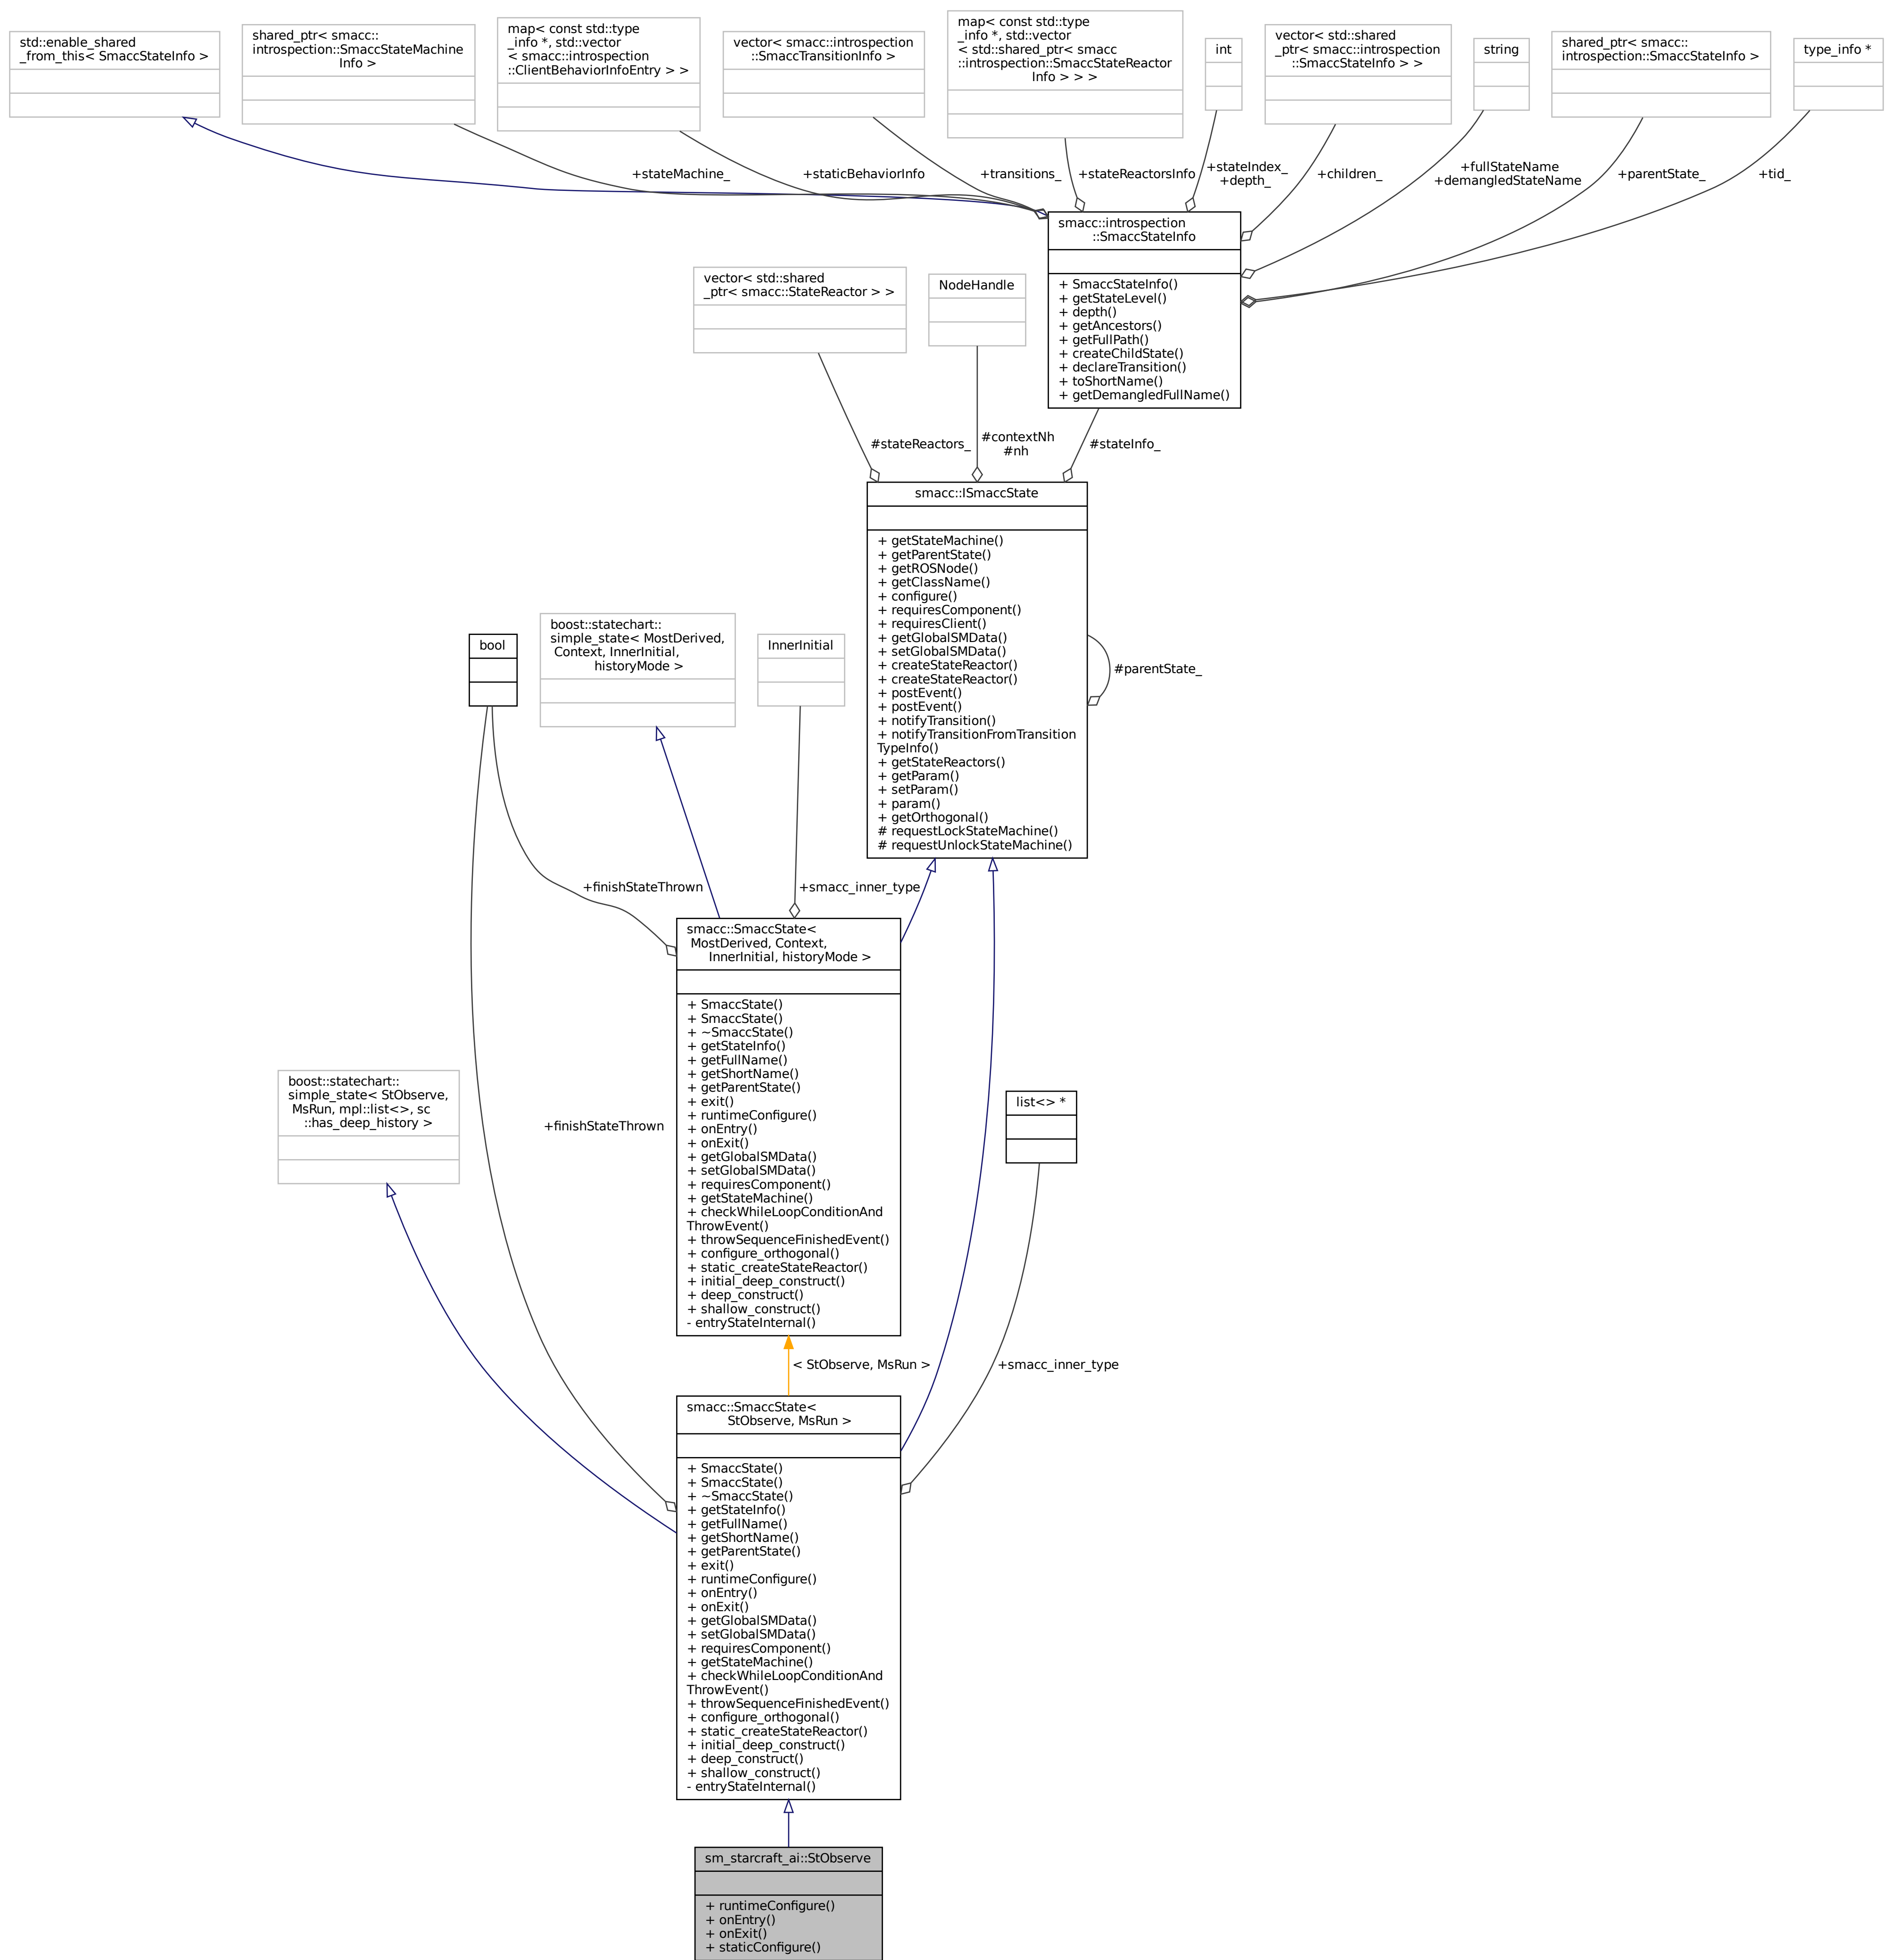 std::enable_shared
_from_this< SmaccStateInfo >
shared_ptr< smacc::
introspection::SmaccStateMachine
Info >
map< const std::type
_info *, std::vector
< smacc::introspection
::ClientBehaviorInfoEntry > >
vector< smacc::introspection
::SmaccTransitionInfo >
map< const std::type
_info *, std::vector
< std::shared_ptr< smacc
::introspection::SmaccStateReactor
Info > > >
int
vector< std::shared
_ptr< smacc::introspection
::SmaccStateInfo > >
string
shared_ptr< smacc::
introspection::SmaccStateInfo >
type_info *
+stateMachine_
+staticBehaviorInfo
+transitions_
+stateReactorsInfo
+stateIndex_
+depth_
+children_
+fullStateName
+demangledStateName
+parentState_
+tid_
smacc::introspection
::SmaccStateInfo
+ SmaccStateInfo()
+ getStateLevel()
+ depth()
+ getAncestors()
+ getFullPath()
+ createChildState()
+ declareTransition()
+ toShortName()
+ getDemangledFullName()
vector< std::shared
_ptr< smacc::StateReactor > >
NodeHandle
#stateReactors_
#contextNh
#nh
#stateInfo_
smacc::ISmaccState
+ getStateMachine()
+ getParentState()
+ getROSNode()
+ getClassName()
+ configure()
+ requiresComponent()
+ requiresClient()
+ getGlobalSMData()
+ setGlobalSMData()
+ createStateReactor()
+ createStateReactor()
+ postEvent()
+ postEvent()
+ notifyTransition()
+ notifyTransitionFromTransition
TypeInfo()
+ getStateReactors()
+ getParam()
+ setParam()
+ param()
+ getOrthogonal()
# requestLockStateMachine()
# requestUnlockStateMachine()
#parentState_
bool
boost::statechart::
simple_state< MostDerived,
Context, InnerInitial,
historyMode >
InnerInitial
+finishStateThrown
+smacc_inner_type
smacc::SmaccState<
MostDerived, Context,
InnerInitial, historyMode >
+ SmaccState()
+ SmaccState()
+ ~SmaccState()
+ getStateInfo()
+ getFullName()
+ getShortName()
+ getParentState()
+ exit()
+ runtimeConfigure()
+ onEntry()
+ onExit()
+ getGlobalSMData()
+ setGlobalSMData()
+ requiresComponent()
+ getStateMachine()
+ checkWhileLoopConditionAnd
ThrowEvent()
+ throwSequenceFinishedEvent()
+ configure_orthogonal()
+ static_createStateReactor()
+ initial_deep_construct()
+ deep_construct()
+ shallow_construct()
- entryStateInternal()
boost::statechart::
simple_state< StObserve,
MsRun, mpl::list<>, sc
::has_deep_history >
+finishStateThrown
list<> *
< StObserve, MsRun >
+smacc_inner_type
smacc::SmaccState<
StObserve, MsRun >
+ SmaccState()
+ SmaccState()
+ ~SmaccState()
+ getStateInfo()
+ getFullName()
+ getShortName()
+ getParentState()
+ exit()
+ runtimeConfigure()
+ onEntry()
+ onExit()
+ getGlobalSMData()
+ setGlobalSMData()
+ requiresComponent()
+ getStateMachine()
+ checkWhileLoopConditionAnd
ThrowEvent()
+ throwSequenceFinishedEvent()
+ configure_orthogonal()
+ static_createStateReactor()
+ initial_deep_construct()
+ deep_construct()
+ shallow_construct()
- entryStateInternal()
sm_starcraft_ai::StObserve
+ runtimeConfigure()
+ onEntry()
+ onExit()
+ staticConfigure()